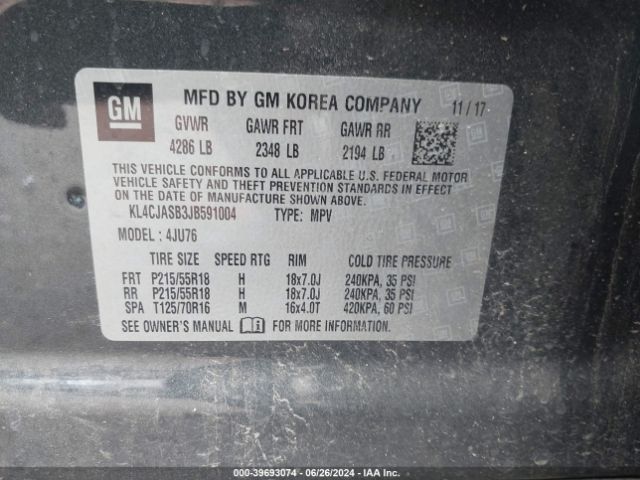 GM
MFD BY GM KOREA COMPANY 11/17
GVWR GAWR FRT GAWR RR
4286 LB 2348 LB 2194 LB
THIS VEHICLE CONFORMS TO ALL APPLICABLE U.S. FEDERAL MOTOR
VEHICLE SAFETY AND THEFT PREVENTION STANDARDS IN EFFECT
ON THE DATE OF MANUFACTURE SHOWN ABOVE.
KL4CJASB3JB591004 TYPE: MPV
MODEL: 4JU76
TIRE SIZE SPEED RTG RIM COLD TIRE PRESSURE
FRT P215/55R18 H 18x7.0J 240KPA, 35 PSI
RR P215/55R18 H 18x7.0J 240KPA, 35 PSI
SPA T125/70R16 M 16x4.0T 420KPA, 60 PSI
SEE OWNER'S MANUAL FOR MORE INFORMATION.
000-39693074 - 06/26/2024 - IAA Inc.